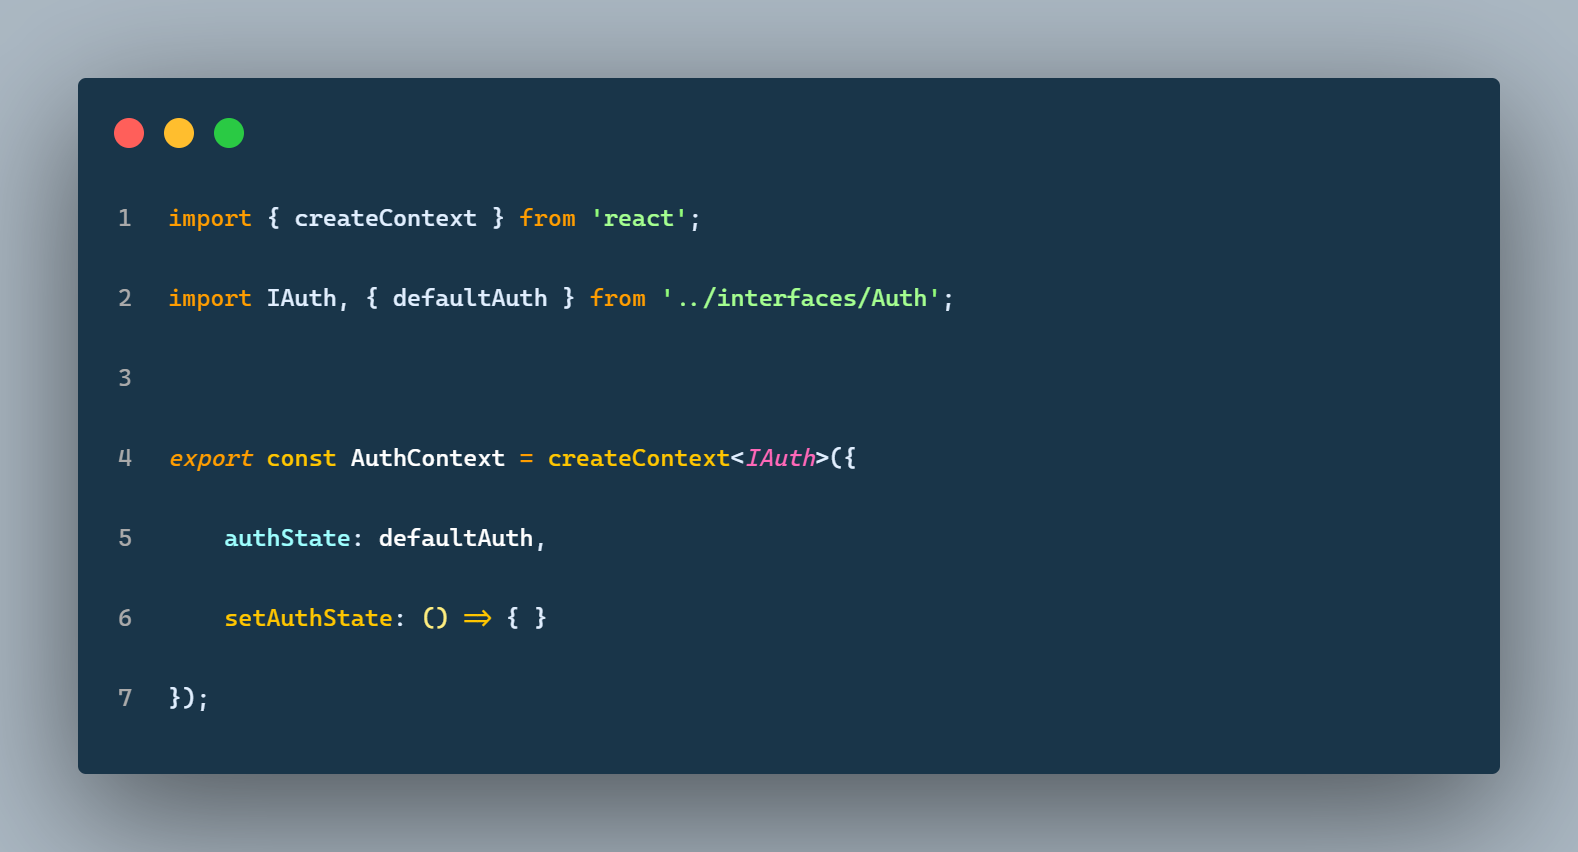 1 import { createContext } from 'react';
2 import IAuth, { defaultAuth } from '../interfaces/Auth';
3
4 export const AuthContext = createContext<IAuth>({
5     authState: defaultAuth,
6     setAuthState: () => { }
7 });